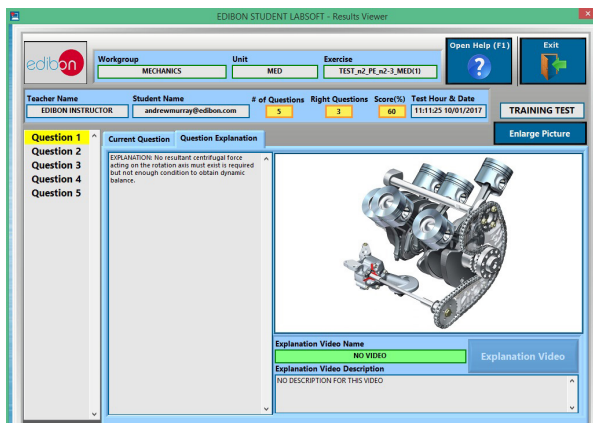 EDIBON STUDENT LABSOFT - Results Viewer
edibon
Workgroup
MECHANICS
Unit
MED
Exercise
TEST_n2_PE_n2-3_MED(1)
Open Help (F1)
?
Exit
Teacher Name
EDIBON INSTRUCTOR
Student Name
andrewmurray@edibon.com
# of Questions
5
Right Questions
3
Score(%)
60
Test Hour & Date
11:11:25 10/01/2017
TRAINING TEST
Enlarge Picture
Question 1
Question 2
Question 3
Question 4
Question 5
Current Question
Question Explanation
EXPLANATION: No resultant centrifugal force
acting on the rotation axis must exist is required
but not enough condition to obtain dynamic
balance.
Explanation Video Name
NO VIDEO
Explanation Video
Explanation Video Description
NO DESCRIPTION FOR THIS VIDEO